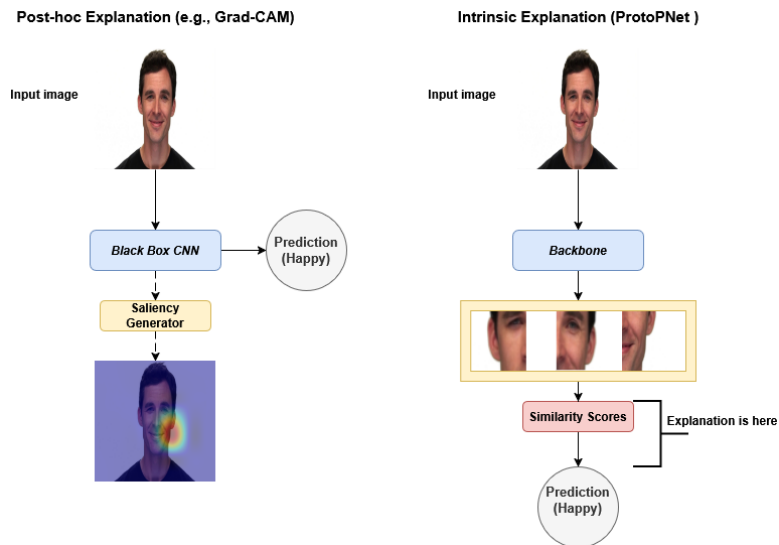 Post-hoc Explanation (e.g., Grad-CAM)
Input image
Black Box CNN
Prediction
(Happy)
Saliency
Generator
Intrinsic Explanation (ProtoPNet )
Input image
Backbone
Similarity Scores
Explanation is here
Prediction
(Happy)